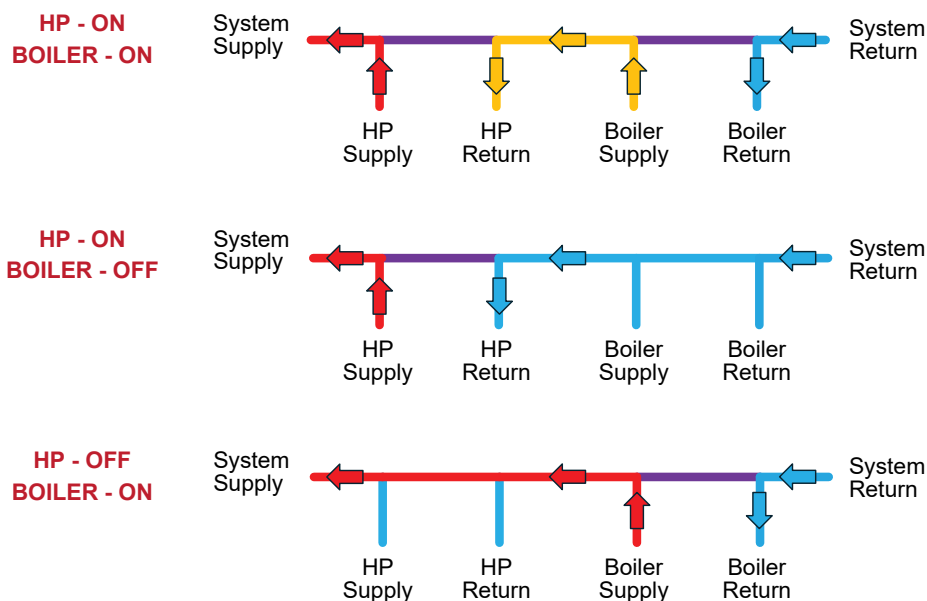 HP - ON
BOILER - ON
System
Supply
System
Return
HP
Supply
HP
Return
Boiler
Supply
Boiler
Return
HP - ON
BOILER - OFF
System
Supply
System
Return
HP
Supply
HP
Return
Boiler
Supply
Boiler
Return
HP - OFF
BOILER - ON
System
Supply
System
Return
HP
Supply
HP
Return
Boiler
Supply
Boiler
Return